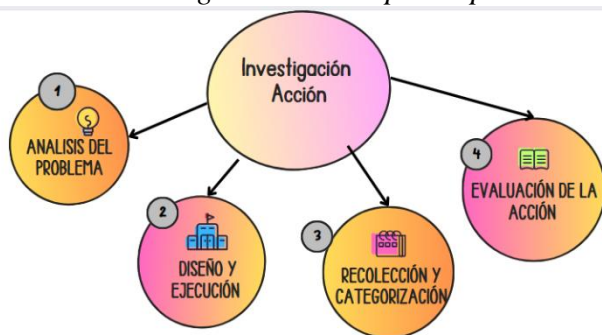 Investigación
Acción
1
ANALISIS DEL
PROBLEMA
2
DISEÑO Y
EJECUCIÓN
3
RECOLECCIÓN Y
CATEGORIZACIÓN
4
EVALUACIÓN DE LA
ACCIÓN